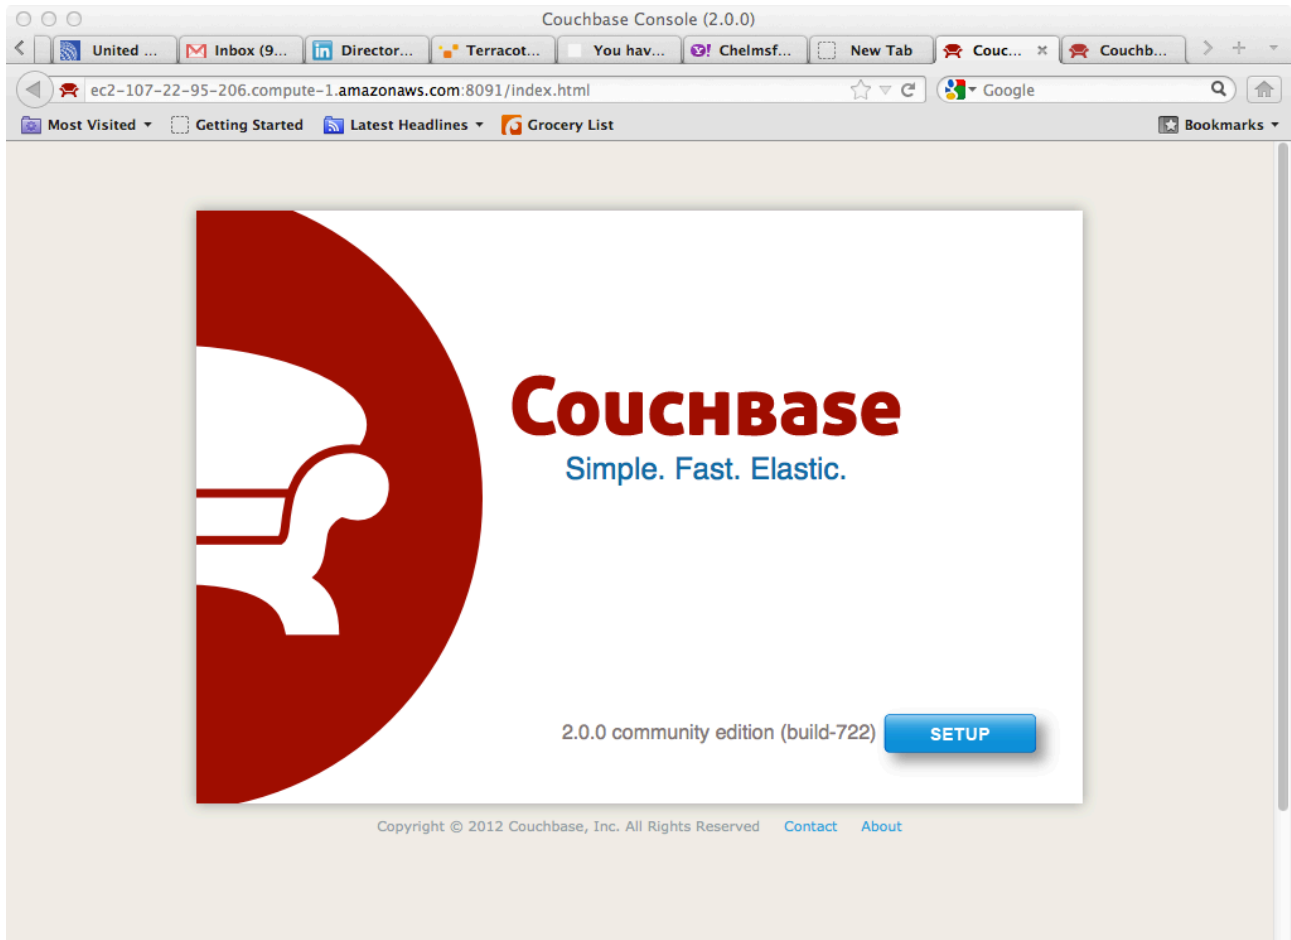 Couchbase Console (2.0.0)
United ... Inbox (9... Director... Terracot... You hav... Chelmsf... New Tab Couc... Couchb...
ec2-107-22-95-206.compute-1.amazonaws.com:8091/index.html Google
Most Visited Getting Started Latest Headlines Grocery List Bookmarks
Couchbase
Simple. Fast. Elastic.
2.0.0 community edition (build-722) SETUP
Copyright © 2012 Couchbase, Inc. All Rights Reserved Contact About